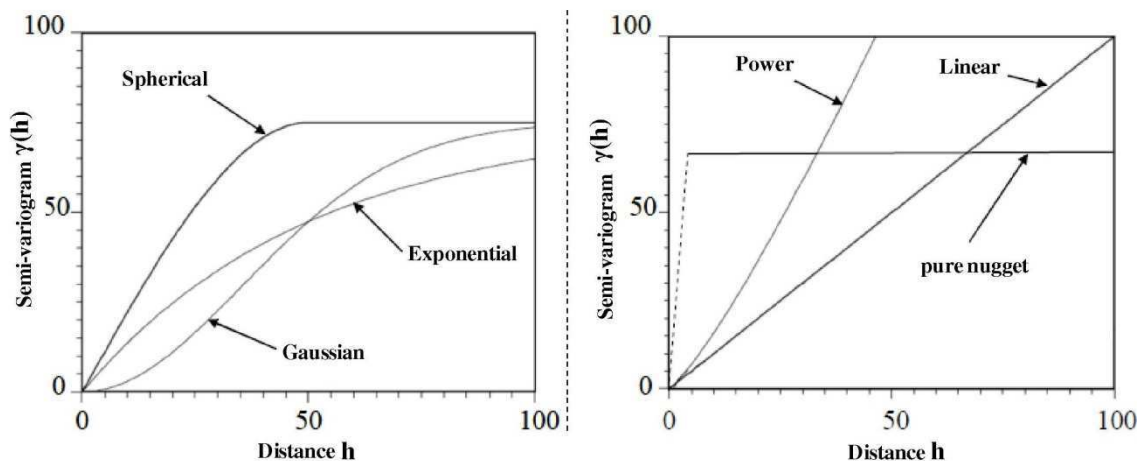 100
Spherical
Semi-variogram γ(h)
50
Exponential
Gaussian
0
0
50
100
Distance h
100
Power
Linear
Semi-variogram γ(h)
50
pure nugget
0
0
50
100
Distance h